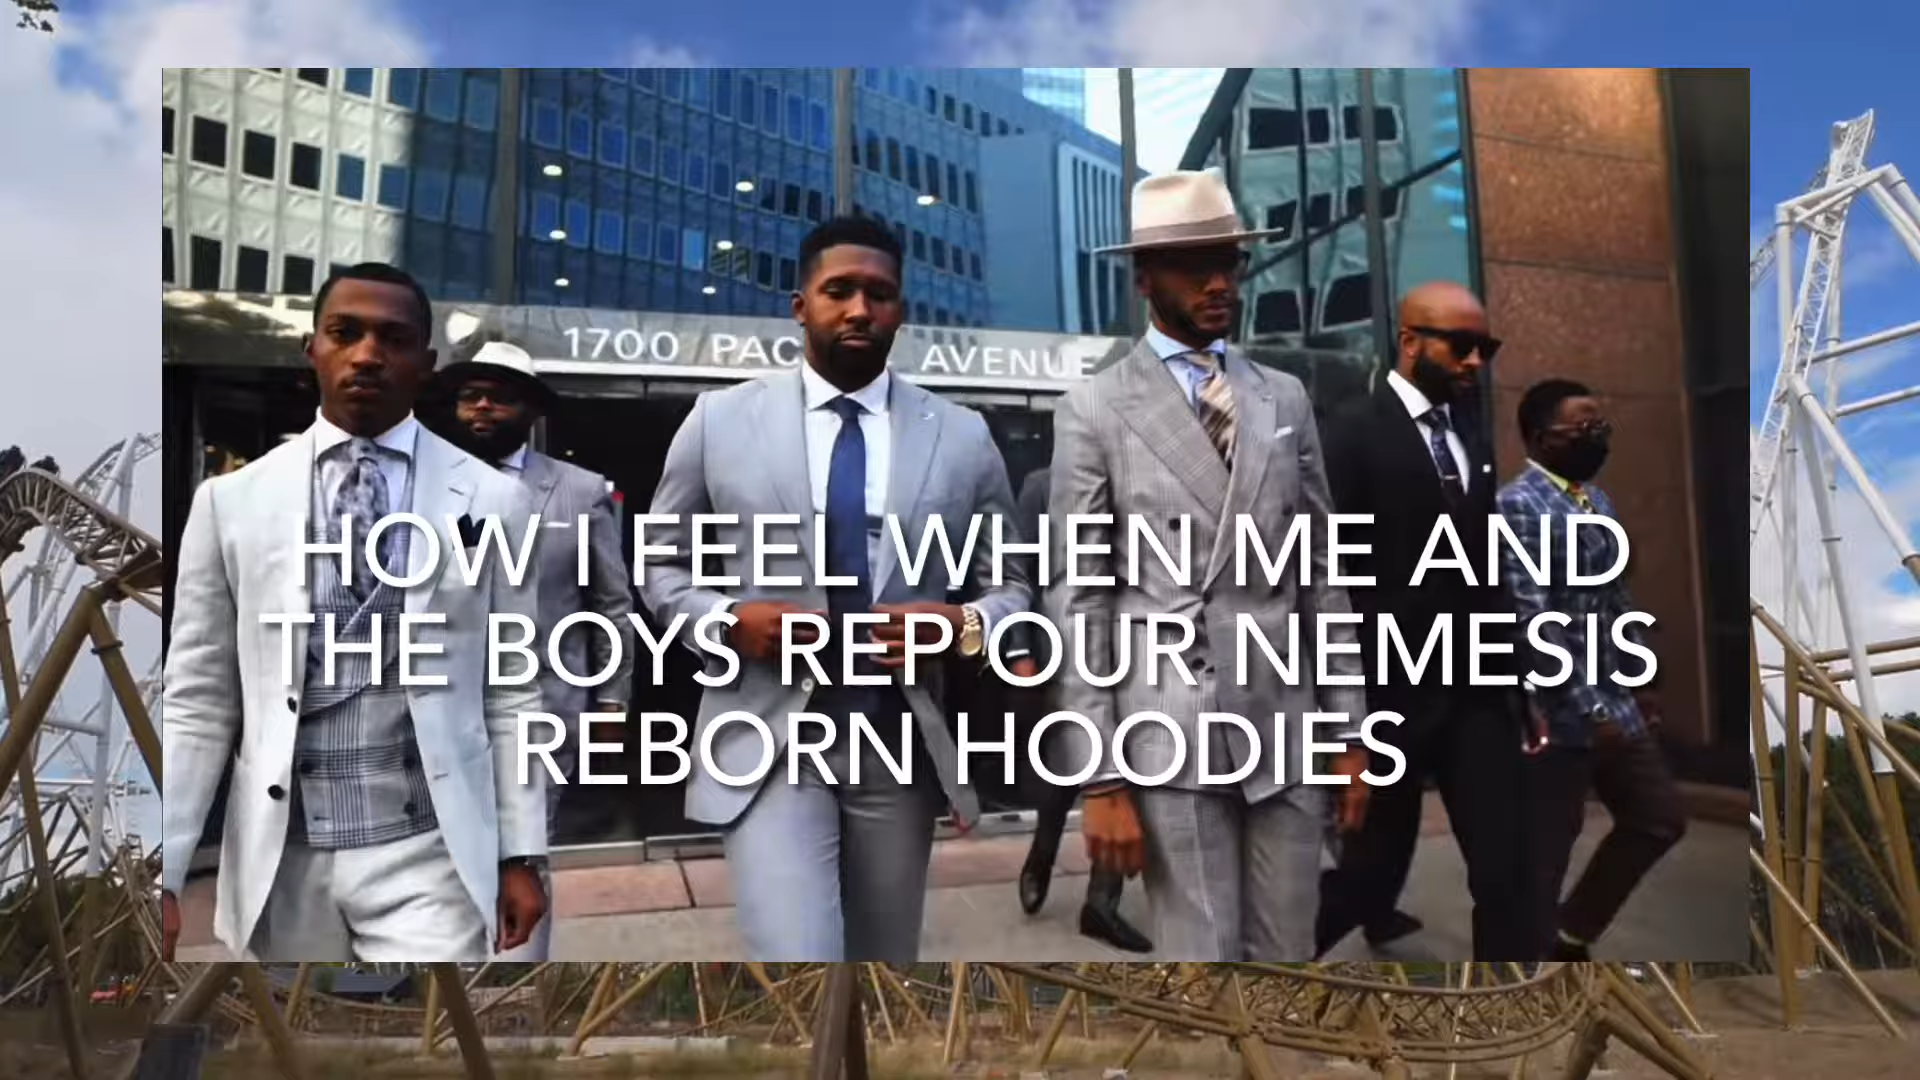 1700 PAC AVENUE
HOW I FEEL WHEN ME AND
THE BOYS REP OUR NEMESIS
REBORN HOODIES